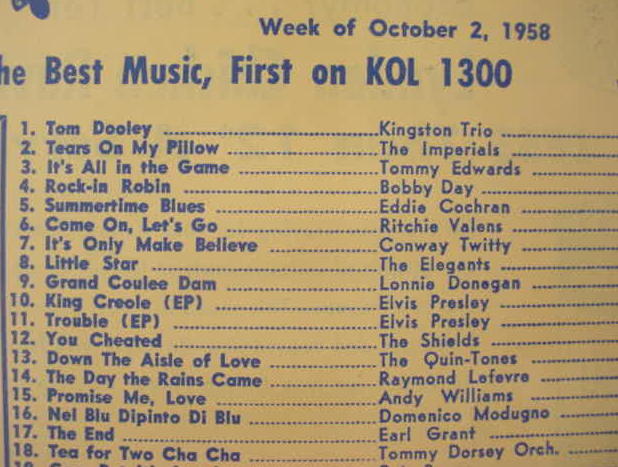 Week of October 2, 1958
he Best Music, First on KOL 1300
1. Tom Dooley Kingston Trio
2. Tears On My Pillow The Imperials
3. It's All in the Game Tommy Edwards
4. Rock-in Robin Bobby Day
5. Summertime Blues Eddie Cochran
6. Come On, Let's Go Ritchie Valens
7. It's Only Make Believe Conway Twitty
8. Little Star The Elegants
9. Grand Coulee Dam Lonnie Donegan
10. King Creole (EP) Elvis Presley
11. Trouble (EP) Elvis Presley
12. You Cheated The Shields
13. Down The Aisle of Love The Quin-Tones
14. The Day the Rains Came Raymond Lefevre
15. Promise Me, Love Andy Williams
16. Nel Blu Dipinto Di Blu Domenico Modugno
17. The End Earl Grant
18. Tea for Two Cha Cha Tommy Dorsey Orch.